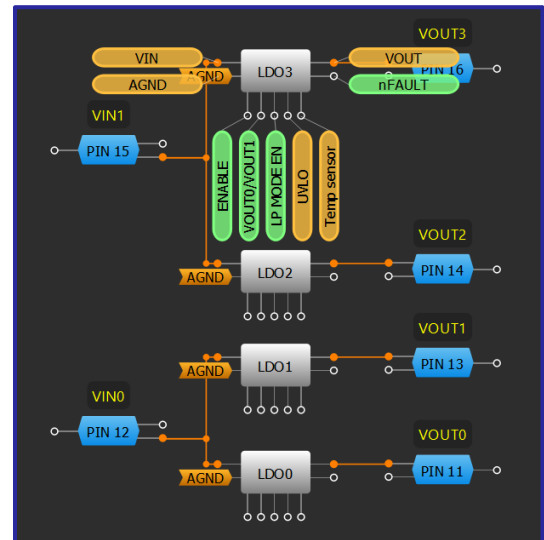 VOUT3
VIN
VOUT
AGND
AGND
LDO3
PIN 16
nFAULT
VIN1
PIN 15
ENABLE
VOUT0/VOUT1
LP MODE EN
UVLO
Temp sensor
VOUT2
AGND
LDO2
PIN 14
VOUT1
AGND
LDO1
PIN 13
VIN0
PIN 12
VOUT0
AGND
LDO0
PIN 11